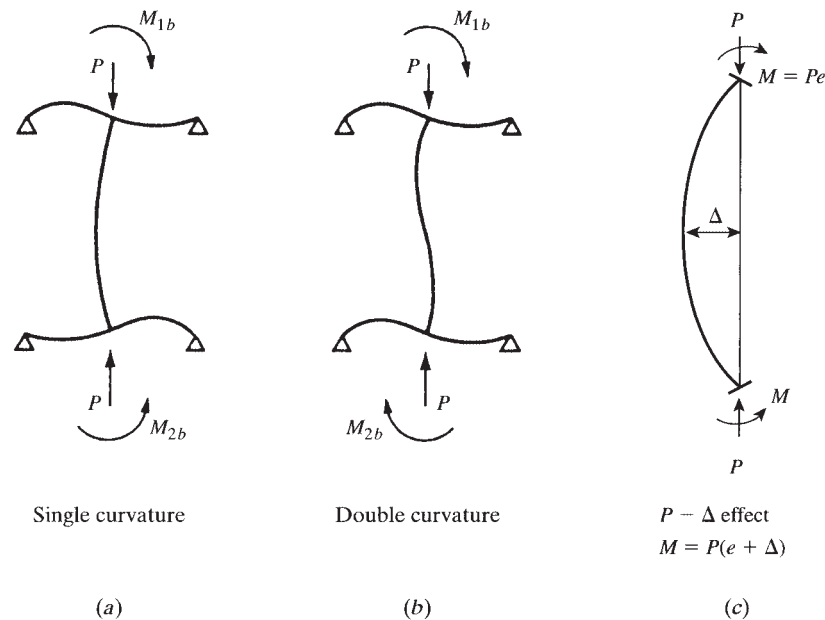 M1b
P
P
M2b
Single curvature
(a)
M1b
P
P
M2b
Double curvature
(b)
P
M = Pe
Δ
M
P
P − Δ effect
M = P(e + Δ)
(c)